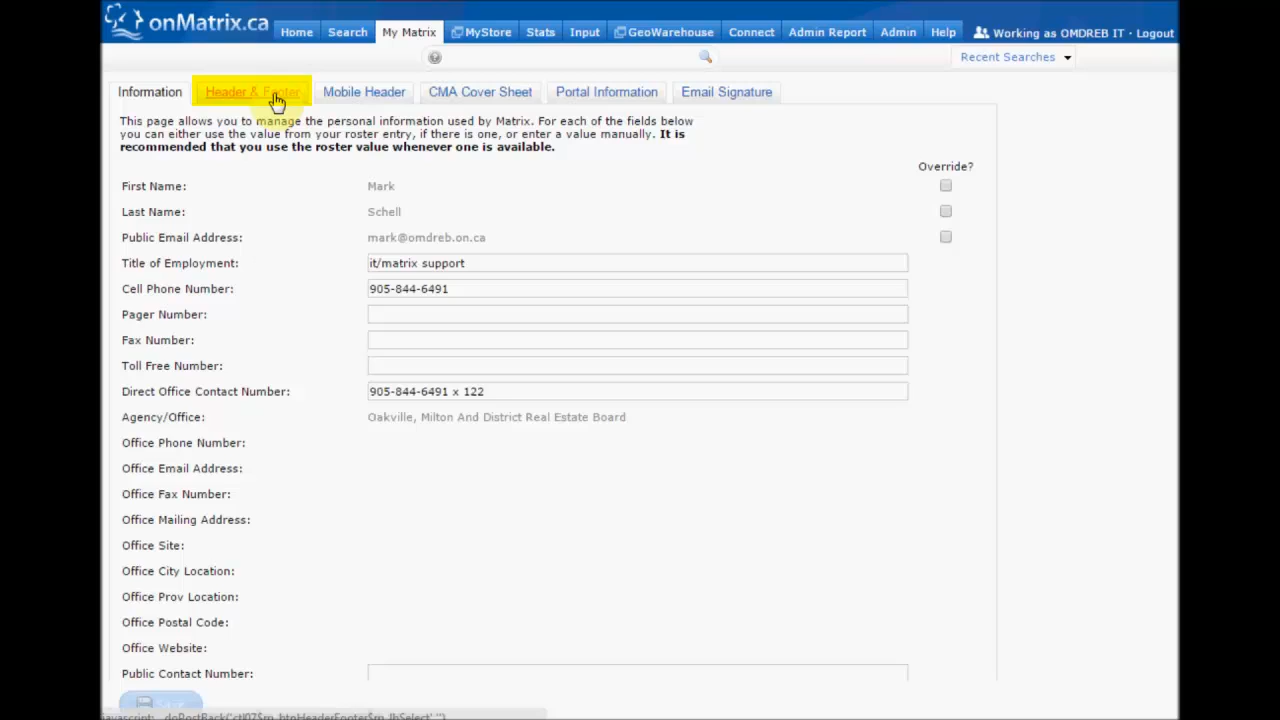 onMatrix.ca
Home Search My Matrix MyStore Stats Input GeoWarehouse Connect Admin Report Admin Help Working as OMDREB IT · Logout
Recent Searches
Information Header & Footer Mobile Header CMA Cover Sheet Portal Information Email Signature
This page allows you to manage the personal information used by Matrix. For each of the fields below
you can either use the value from your roster entry, if there is one, or enter a value manually. It is
recommended that you use the roster value whenever one is available.
Override?
First Name: Mark
Last Name: Schell
Public Email Address: mark@omdreb.on.ca
Title of Employment: it/matrix support
Cell Phone Number: 905-844-6491
Pager Number:
Fax Number:
Toll Free Number:
Direct Office Contact Number: 905-844-6491 x 122
Agency/Office: Oakville, Milton And District Real Estate Board
Office Phone Number:
Office Email Address:
Office Fax Number:
Office Mailing Address:
Office Site:
Office City Location:
Office Prov Location:
Office Postal Code:
Office Website:
Public Contact Number:
Save